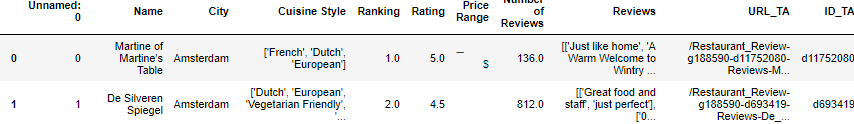 Unnamed: 0 Name City Cuisine Style Ranking Rating Price Range Number of Reviews Reviews URL_TA ID_TA
0 0 Martine of Martine's Table Amsterdam ['French', 'Dutch', 'European'] 1.0 5.0 – $ 136.0 [['Just like home', 'A Warm Welcome to Wintry ... /Restaurant_Review-g188590-d11752080-Reviews-M... d11752080
1 1 De Silveren Spiegel Amsterdam ['Dutch', 'European', 'Vegetarian Friendly', '... 2.0 4.5 812.0 [['Great food and staff', 'just perfect'], ['0... /Restaurant_Review-g188590-d693419-Reviews-De_... d693419